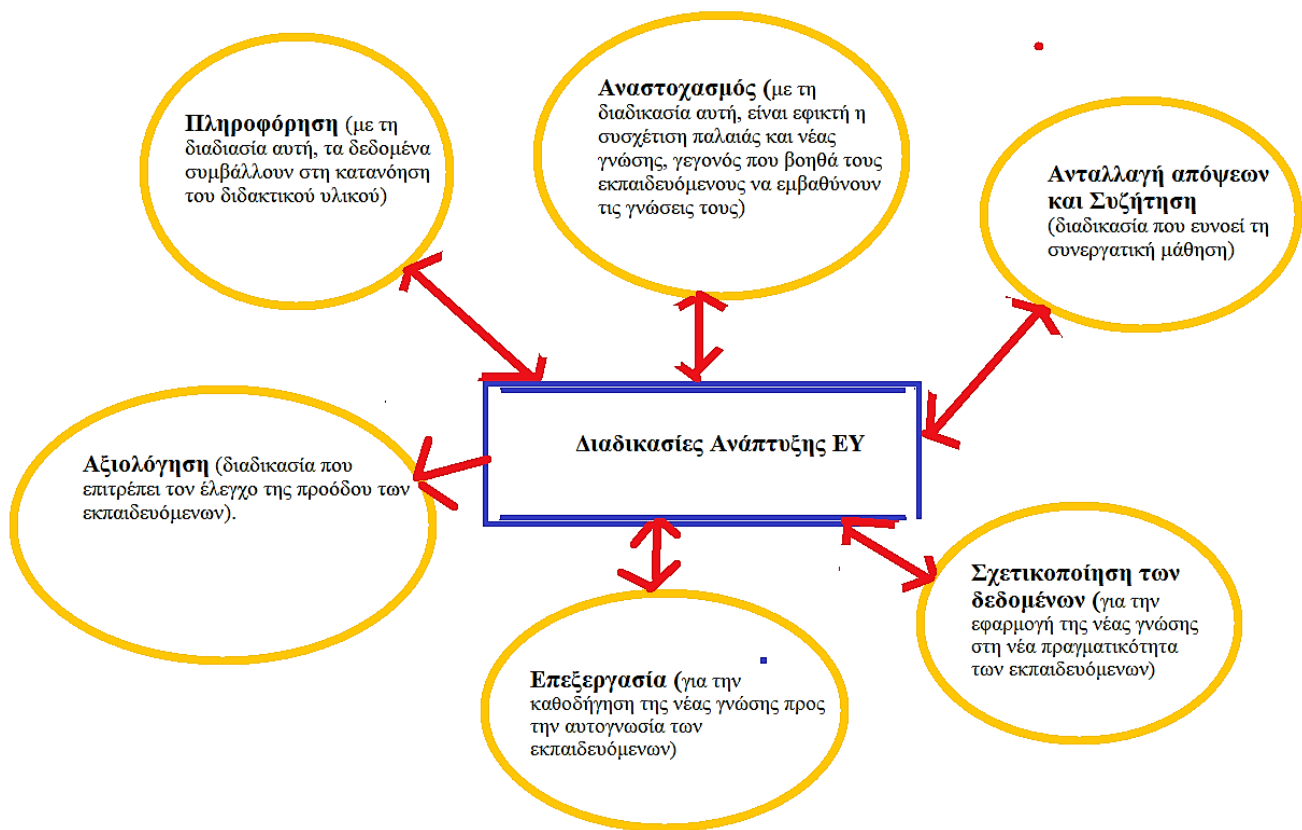 Πληροφόρηση (με τη
διαδιασία αυτή, τα δεδομένα
συμβάλλουν στη κατανόηση
του διδακτικού υλικού)
Αναστοχασμός (με τη
διαδικασία αυτή, είναι εφικτή η
συσχέτιση παλαιάς και νέας
γνώσης, γεγονός που βοηθά τους
εκπαιδευόμενους να εμβαθύνουν
τις γνώσεις τους)
Ανταλλαγή απόψεων
και Συζήτηση
(διαδικασία που ευνοεί τη
συνεργατική μάθηση)
Διαδικασίες Ανάπτυξης ΕΥ
Αξιολόγηση (διαδικασία που
επιτρέπει τον έλεγχο της προόδου των
εκπαιδευόμενων).
Επεξεργασία (για την
καθοδήγηση της νέας γνώσης προς
την αυτογνωσία των
εκπαιδευόμενων)
Σχετικοποίηση των
δεδομένων (για την
εφαρμογή της νέας γνώσης
στη νέα πραγματικότητα
των εκπαιδευόμενων)